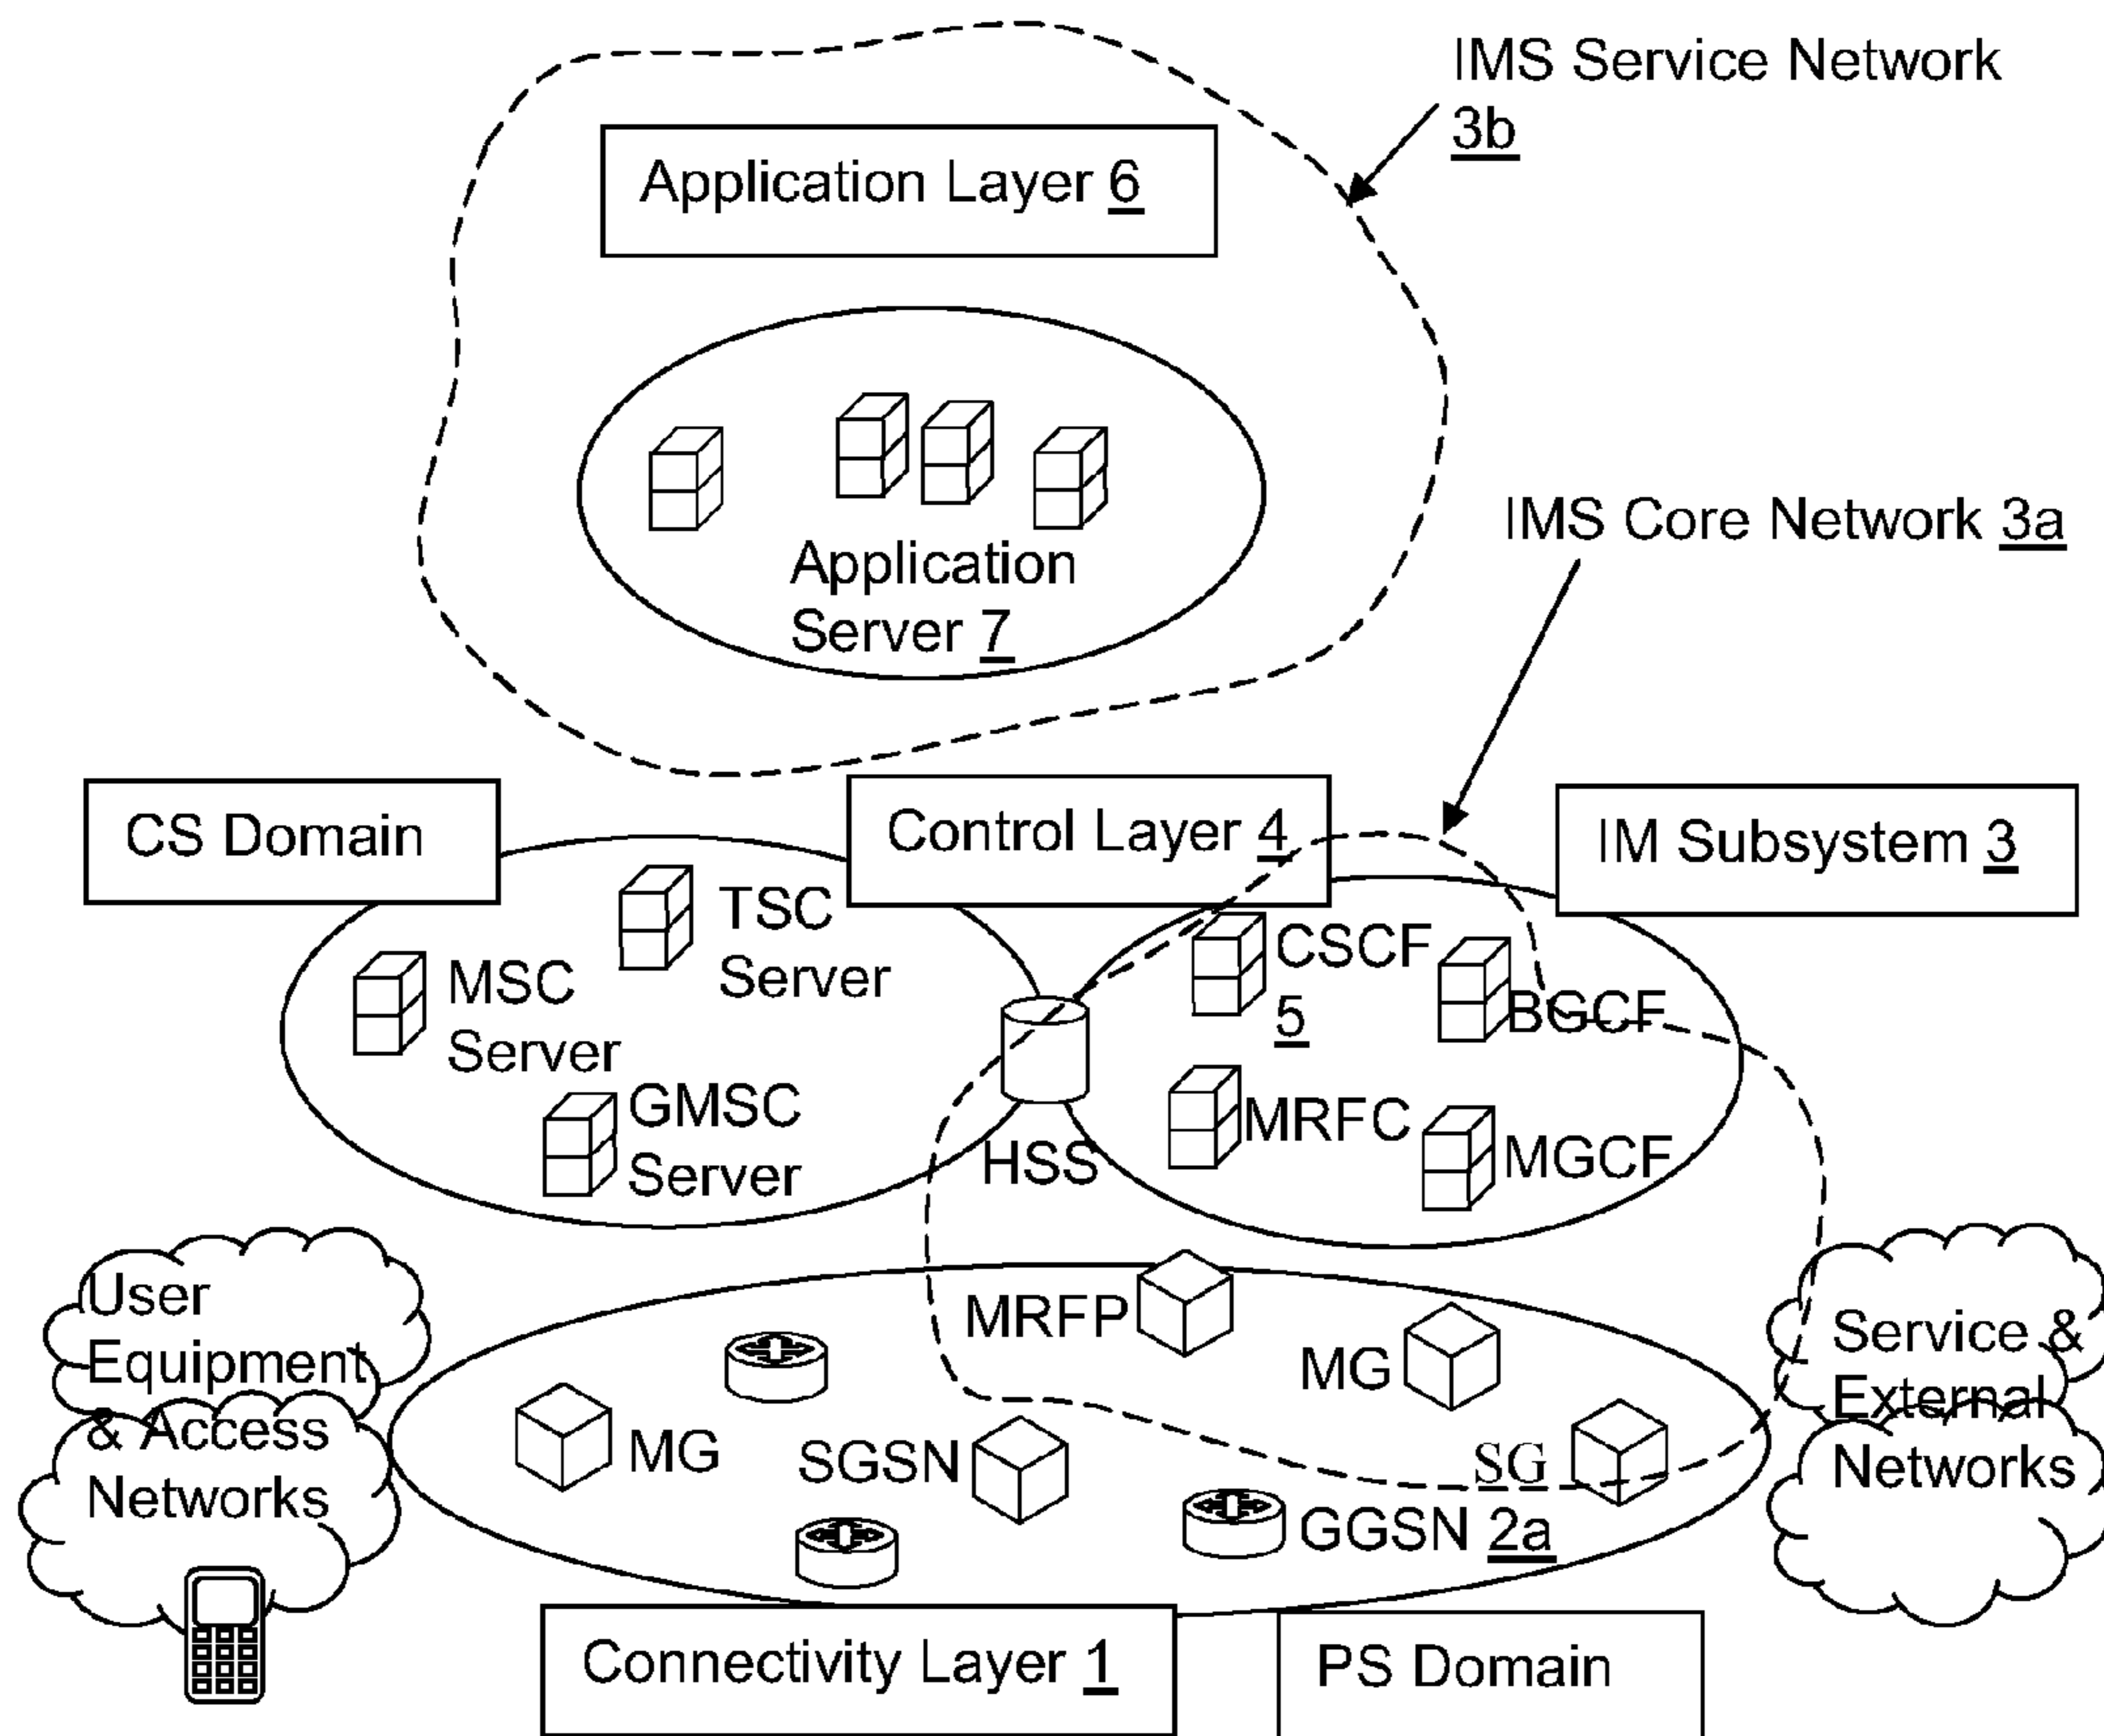 IMS Service Network
3b
Application Layer 6
IMS Core Network 3a
Application
Server 7
CS Domain
Control Layer 4
IM Subsystem 3
TSC
Server
MSC
Server
GMSC
Server
HSS
CSCF
5
BGCF
MRFC
MGCF
User
Equipment
& Access
Networks
MRFP
MG
MG
SGSN
SG
GGSN 2a
Service &
External
Networks
Connectivity Layer 1
PS Domain